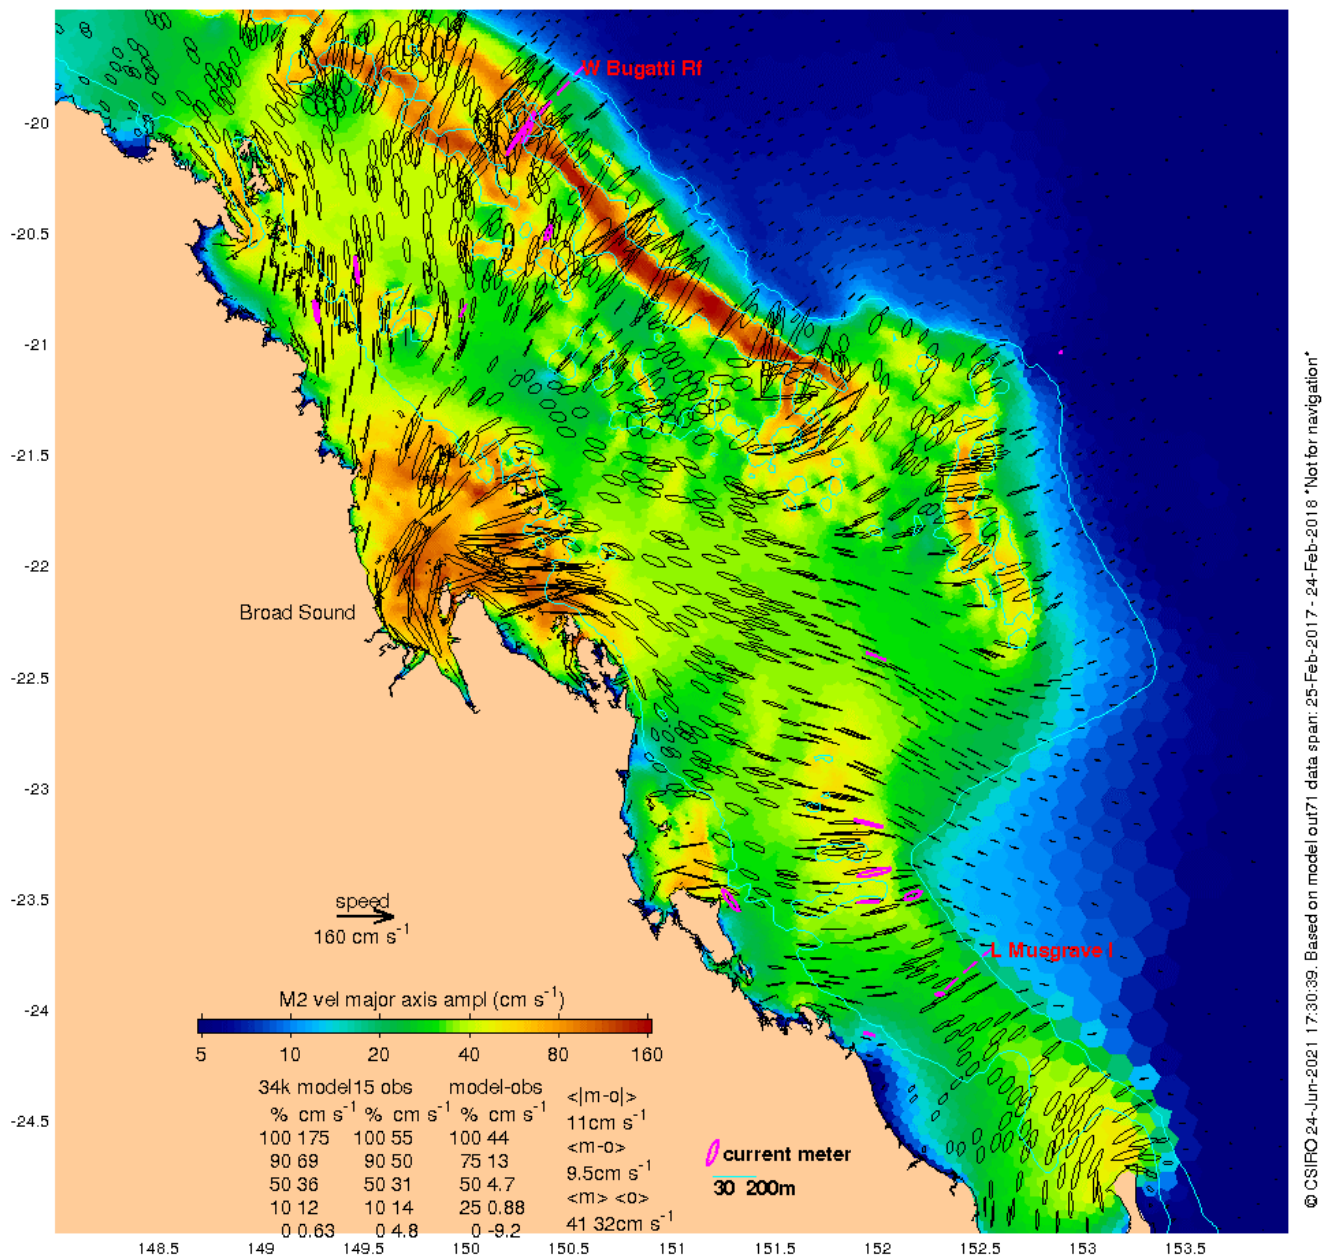 W Bugatti Rf
-20
-20.5
-21
-21.5
-22
Broad Sound
-22.5
-23
-23.5
speed
160 cm s⁻¹
L Musgrave I
-24
M2 vel major axis ampl (cm s⁻¹)
5 10 20 40 80 160
34k model 15 obs model-obs
% cm s⁻¹ % cm s⁻¹ % cm s⁻¹
100 175 100 55 100 44
90 69 90 50 75 13
50 36 50 31 50 4.7
10 12 10 14 25 0.88
0 0.63 0 4.8 0 -9.2
<|m-o|>
11cm s⁻¹
<m-o>
9.5cm s⁻¹
<m> <o>
41 32cm s⁻¹
current meter
30 200m
-24.5
148.5 149 149.5 150 150.5 151 151.5 152 152.5 153 153.5
© CSIRO 24-Jun-2021 17:30:39. Based on model out71 data span: 25-Feb-2017 - 24-Feb-2018 *Not for navigation*